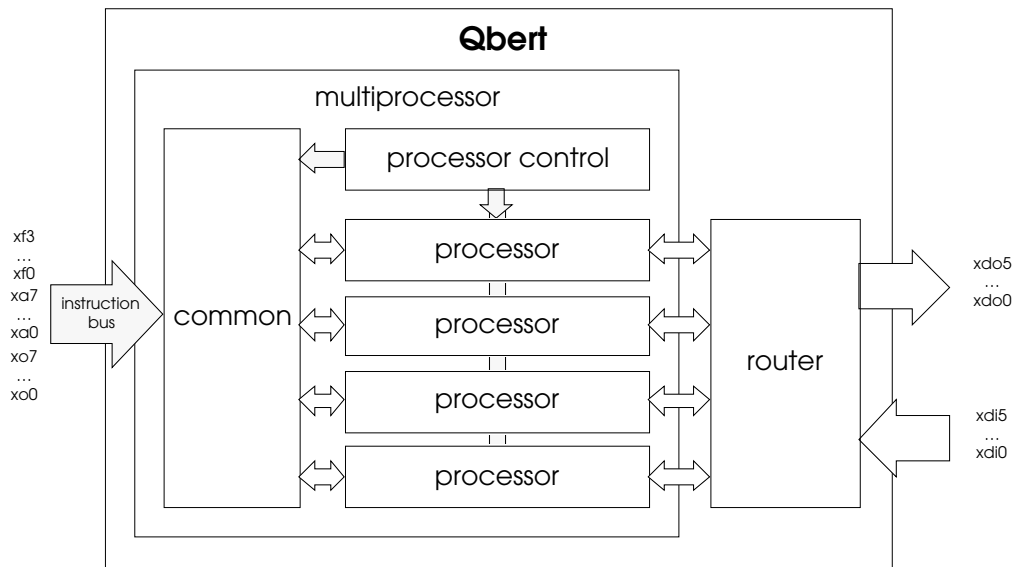 Qbert
multiprocessor
processor control
xf3
...
xf0
xa7
...
xa0
xo7
...
xo0
instruction
bus
common
processor
processor
processor
processor
router
xdo5
...
xdo0
xdi5
...
xdi0